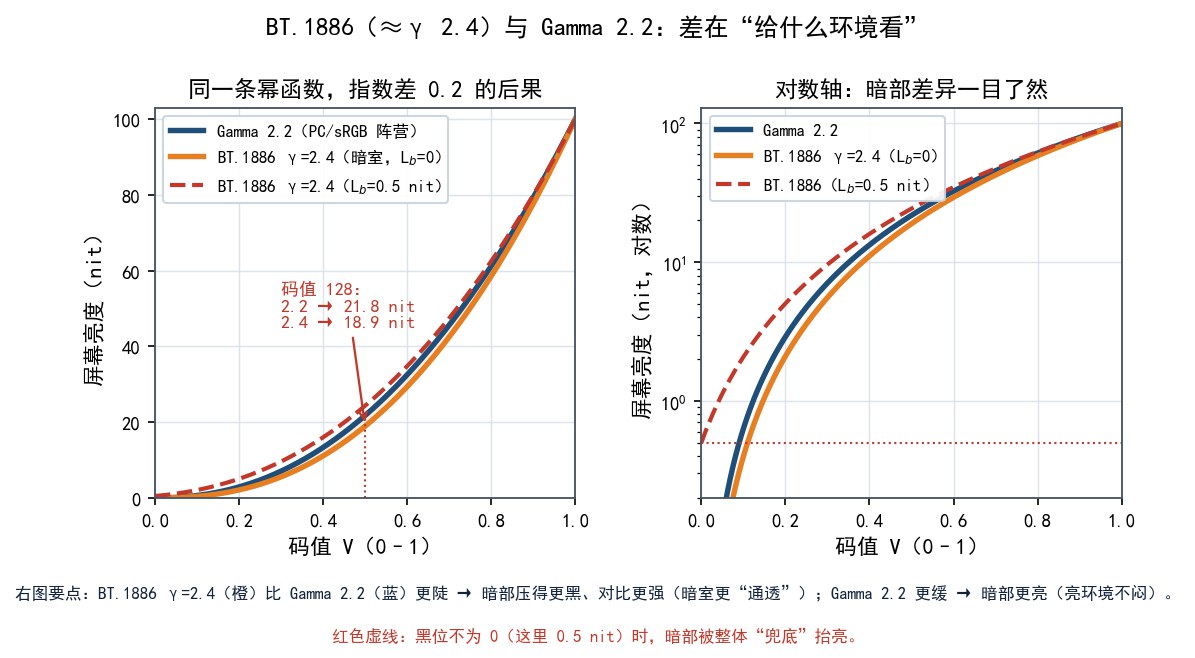 BT.1886（≈γ 2.4）与 Gamma 2.2：差在“给什么环境看”
同一条幂函数，指数差 0.2 的后果
Gamma 2.2（PC/sRGB 阵营）
BT.1886 γ=2.4（暗室，L_b=0）
BT.1886 γ=2.4（L_b=0.5 nit）
码值 128：
2.2 → 21.8 nit
2.4 → 18.9 nit
屏幕亮度（nit）
100
80
60
40
20
0
0.0 0.2 0.4 0.6 0.8 1.0
码值 V（0-1）
对数轴：暗部差异一目了然
Gamma 2.2
BT.1886 γ=2.4（L_b=0）
BT.1886（L_b=0.5 nit）
屏幕亮度（nit，对数）
10²
10¹
10⁰
0.0 0.2 0.4 0.6 0.8 1.0
码值 V（0-1）
右图要点：BT.1886 γ=2.4（橙）比 Gamma 2.2（蓝）更陡 → 暗部压得更黑、对比更强（暗室更“通透”）；Gamma 2.2 更缓 → 暗部更亮（亮环境不闷）。
红色虚线：黑位不为 0（这里 0.5 nit）时，暗部被整体“兜底”抬亮。